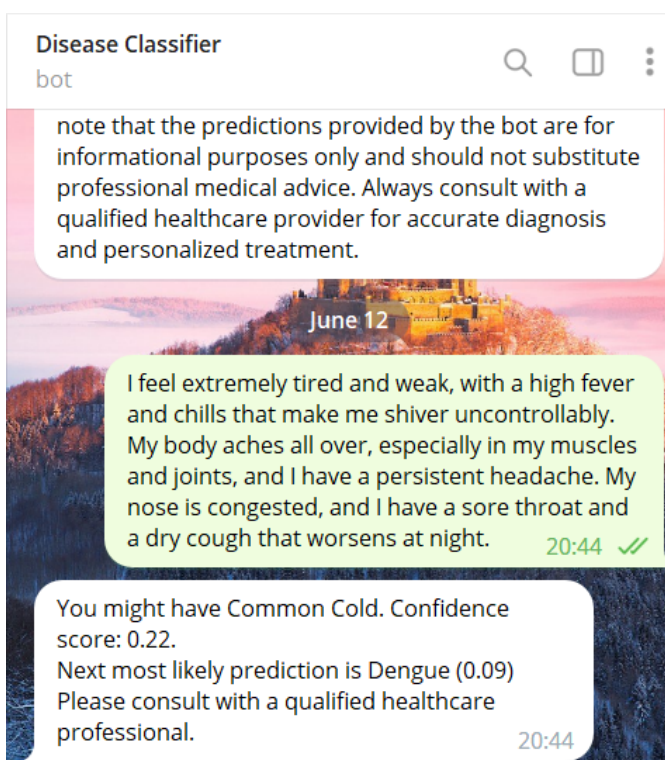 Disease Classifier
bot
note that the predictions provided by the bot are for
informational purposes only and should not substitute
professional medical advice. Always consult with a
qualified healthcare provider for accurate diagnosis
and personalized treatment.
June 12
I feel extremely tired and weak, with a high fever
and chills that make me shiver uncontrollably.
My body aches all over, especially in my muscles
and joints, and I have a persistent headache. My
nose is congested, and I have a sore throat and
a dry cough that worsens at night. 20:44
You might have Common Cold. Confidence
score: 0.22.
Next most likely prediction is Dengue (0.09)
Please consult with a qualified healthcare
professional. 20:44